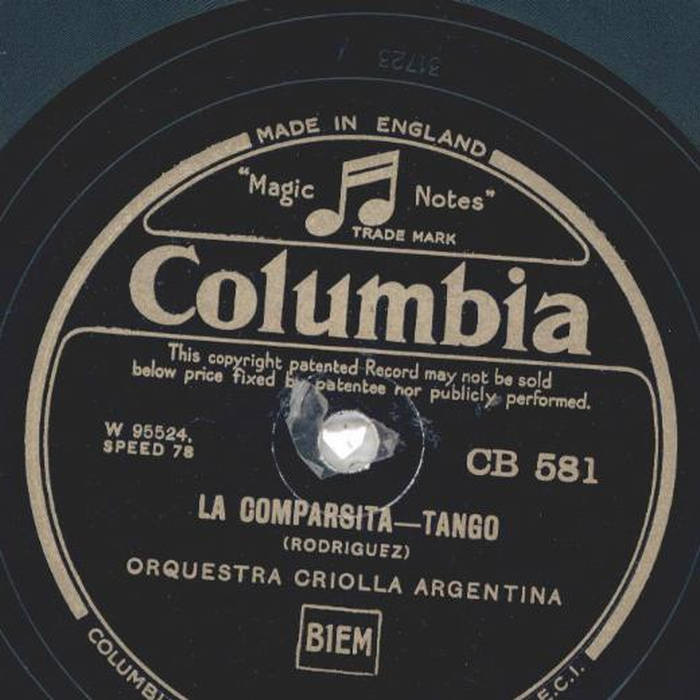 31723
MADE IN ENGLAND
"Magic Notes"
TRADE MARK
Columbia
This copyright patented Record may not be sold
below price fixed by patentee nor publicly performed.
W 95524.
SPEED 78
CB 581
LA COMPARSITA—TANGO
(RODRIGUEZ)
ORQUESTRA CRIOLLA ARGENTINA
BIEM
E.C.I.